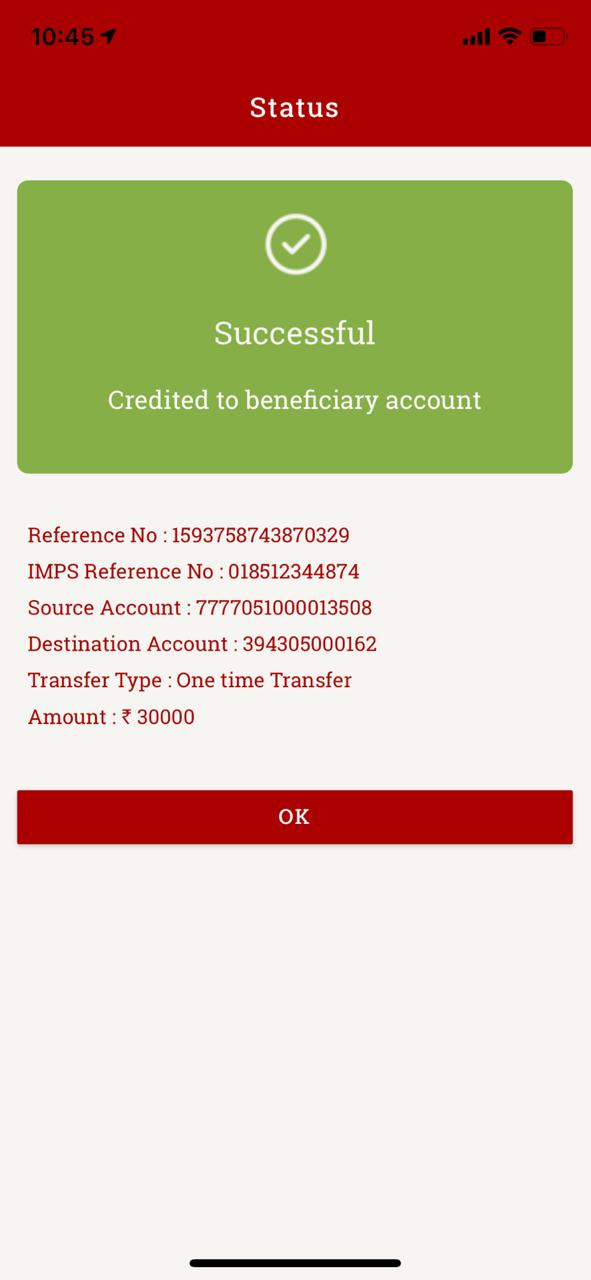 10:45
Status
Successful
Credited to beneficiary account
Reference No : 1593758743870329
IMPS Reference No : 018512344874
Source Account : 7777051000013508
Destination Account : 394305000162
Transfer Type : One time Transfer
Amount : ₹ 30000
OK